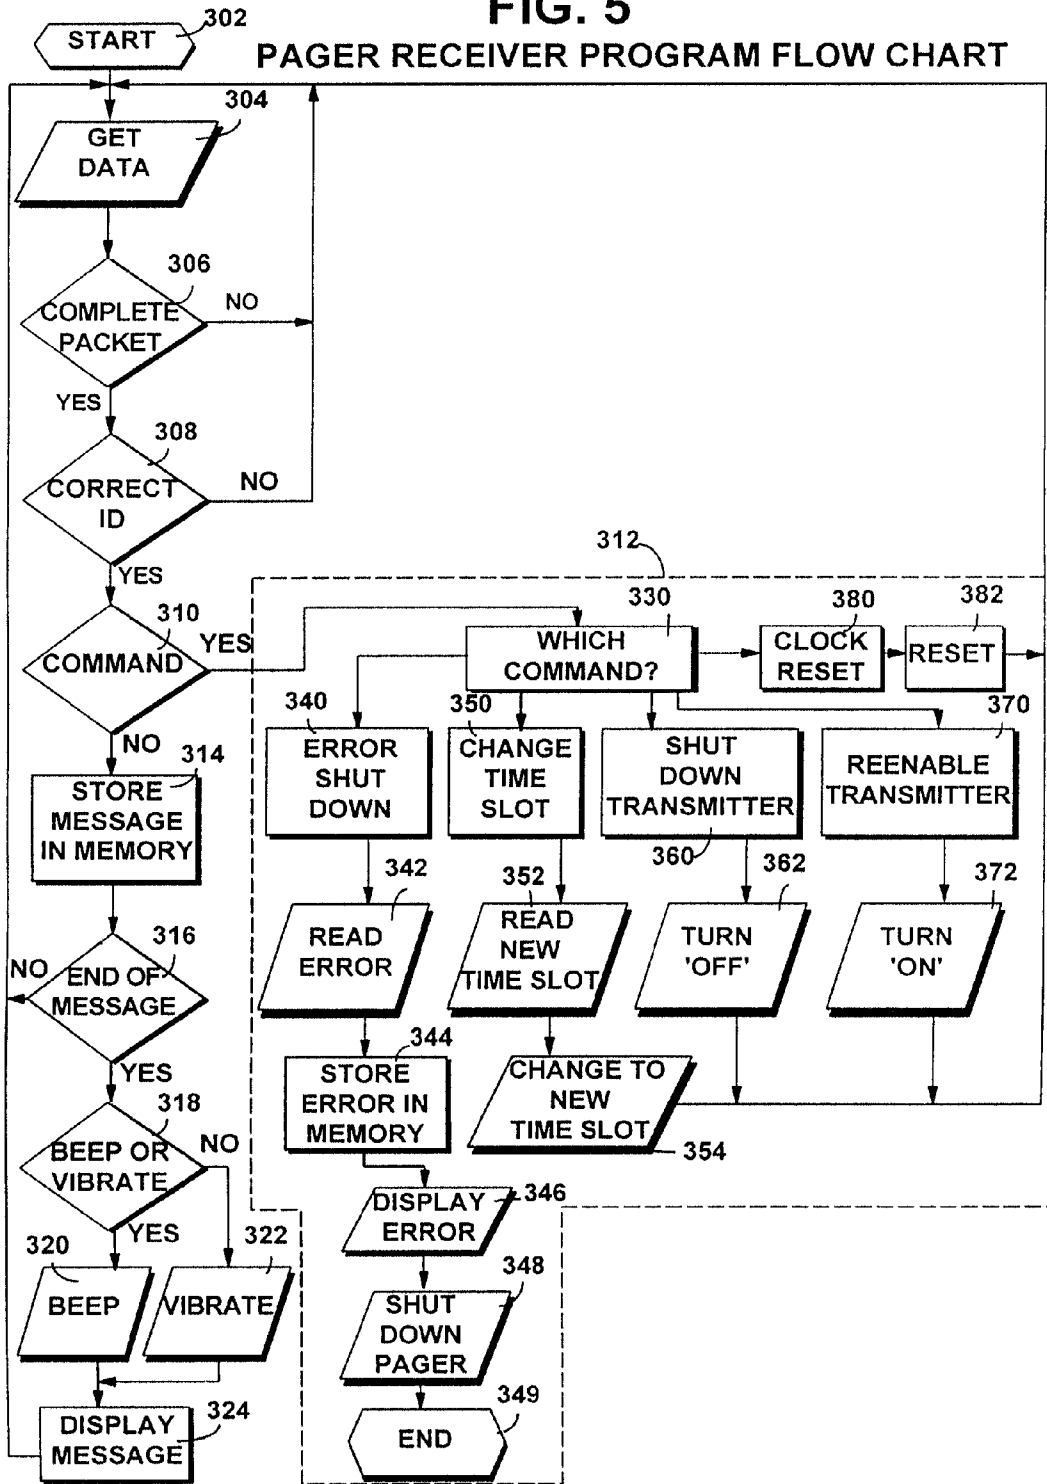 FIG. 5
PAGER RECEIVER PROGRAM FLOW CHART
302
START
304
GET
DATA
306
COMPLETE
PACKET
NO
YES
308
CORRECT
ID
NO
YES
310
COMMAND
YES
NO
312
330
WHICH
COMMAND?
380
CLOCK
RESET
382
RESET
314
STORE
MESSAGE
IN MEMORY
340
ERROR
SHUT
DOWN
350
CHANGE
TIME
SLOT
SHUT
DOWN
TRANSMITTER
360
370
REENABLE
TRANSMITTER
342
READ
ERROR
352
READ
NEW
TIME SLOT
362
TURN
'OFF'
372
TURN
'ON'
316
NO
END OF
MESSAGE
YES
344
STORE
ERROR IN
MEMORY
CHANGE TO
NEW
TIME SLOT
354
318
BEEP OR
VIBRATE
NO
YES
346
DISPLAY
ERROR
320
BEEP
322
VIBRATE
348
SHUT
DOWN
PAGER
324
DISPLAY
MESSAGE
349
END